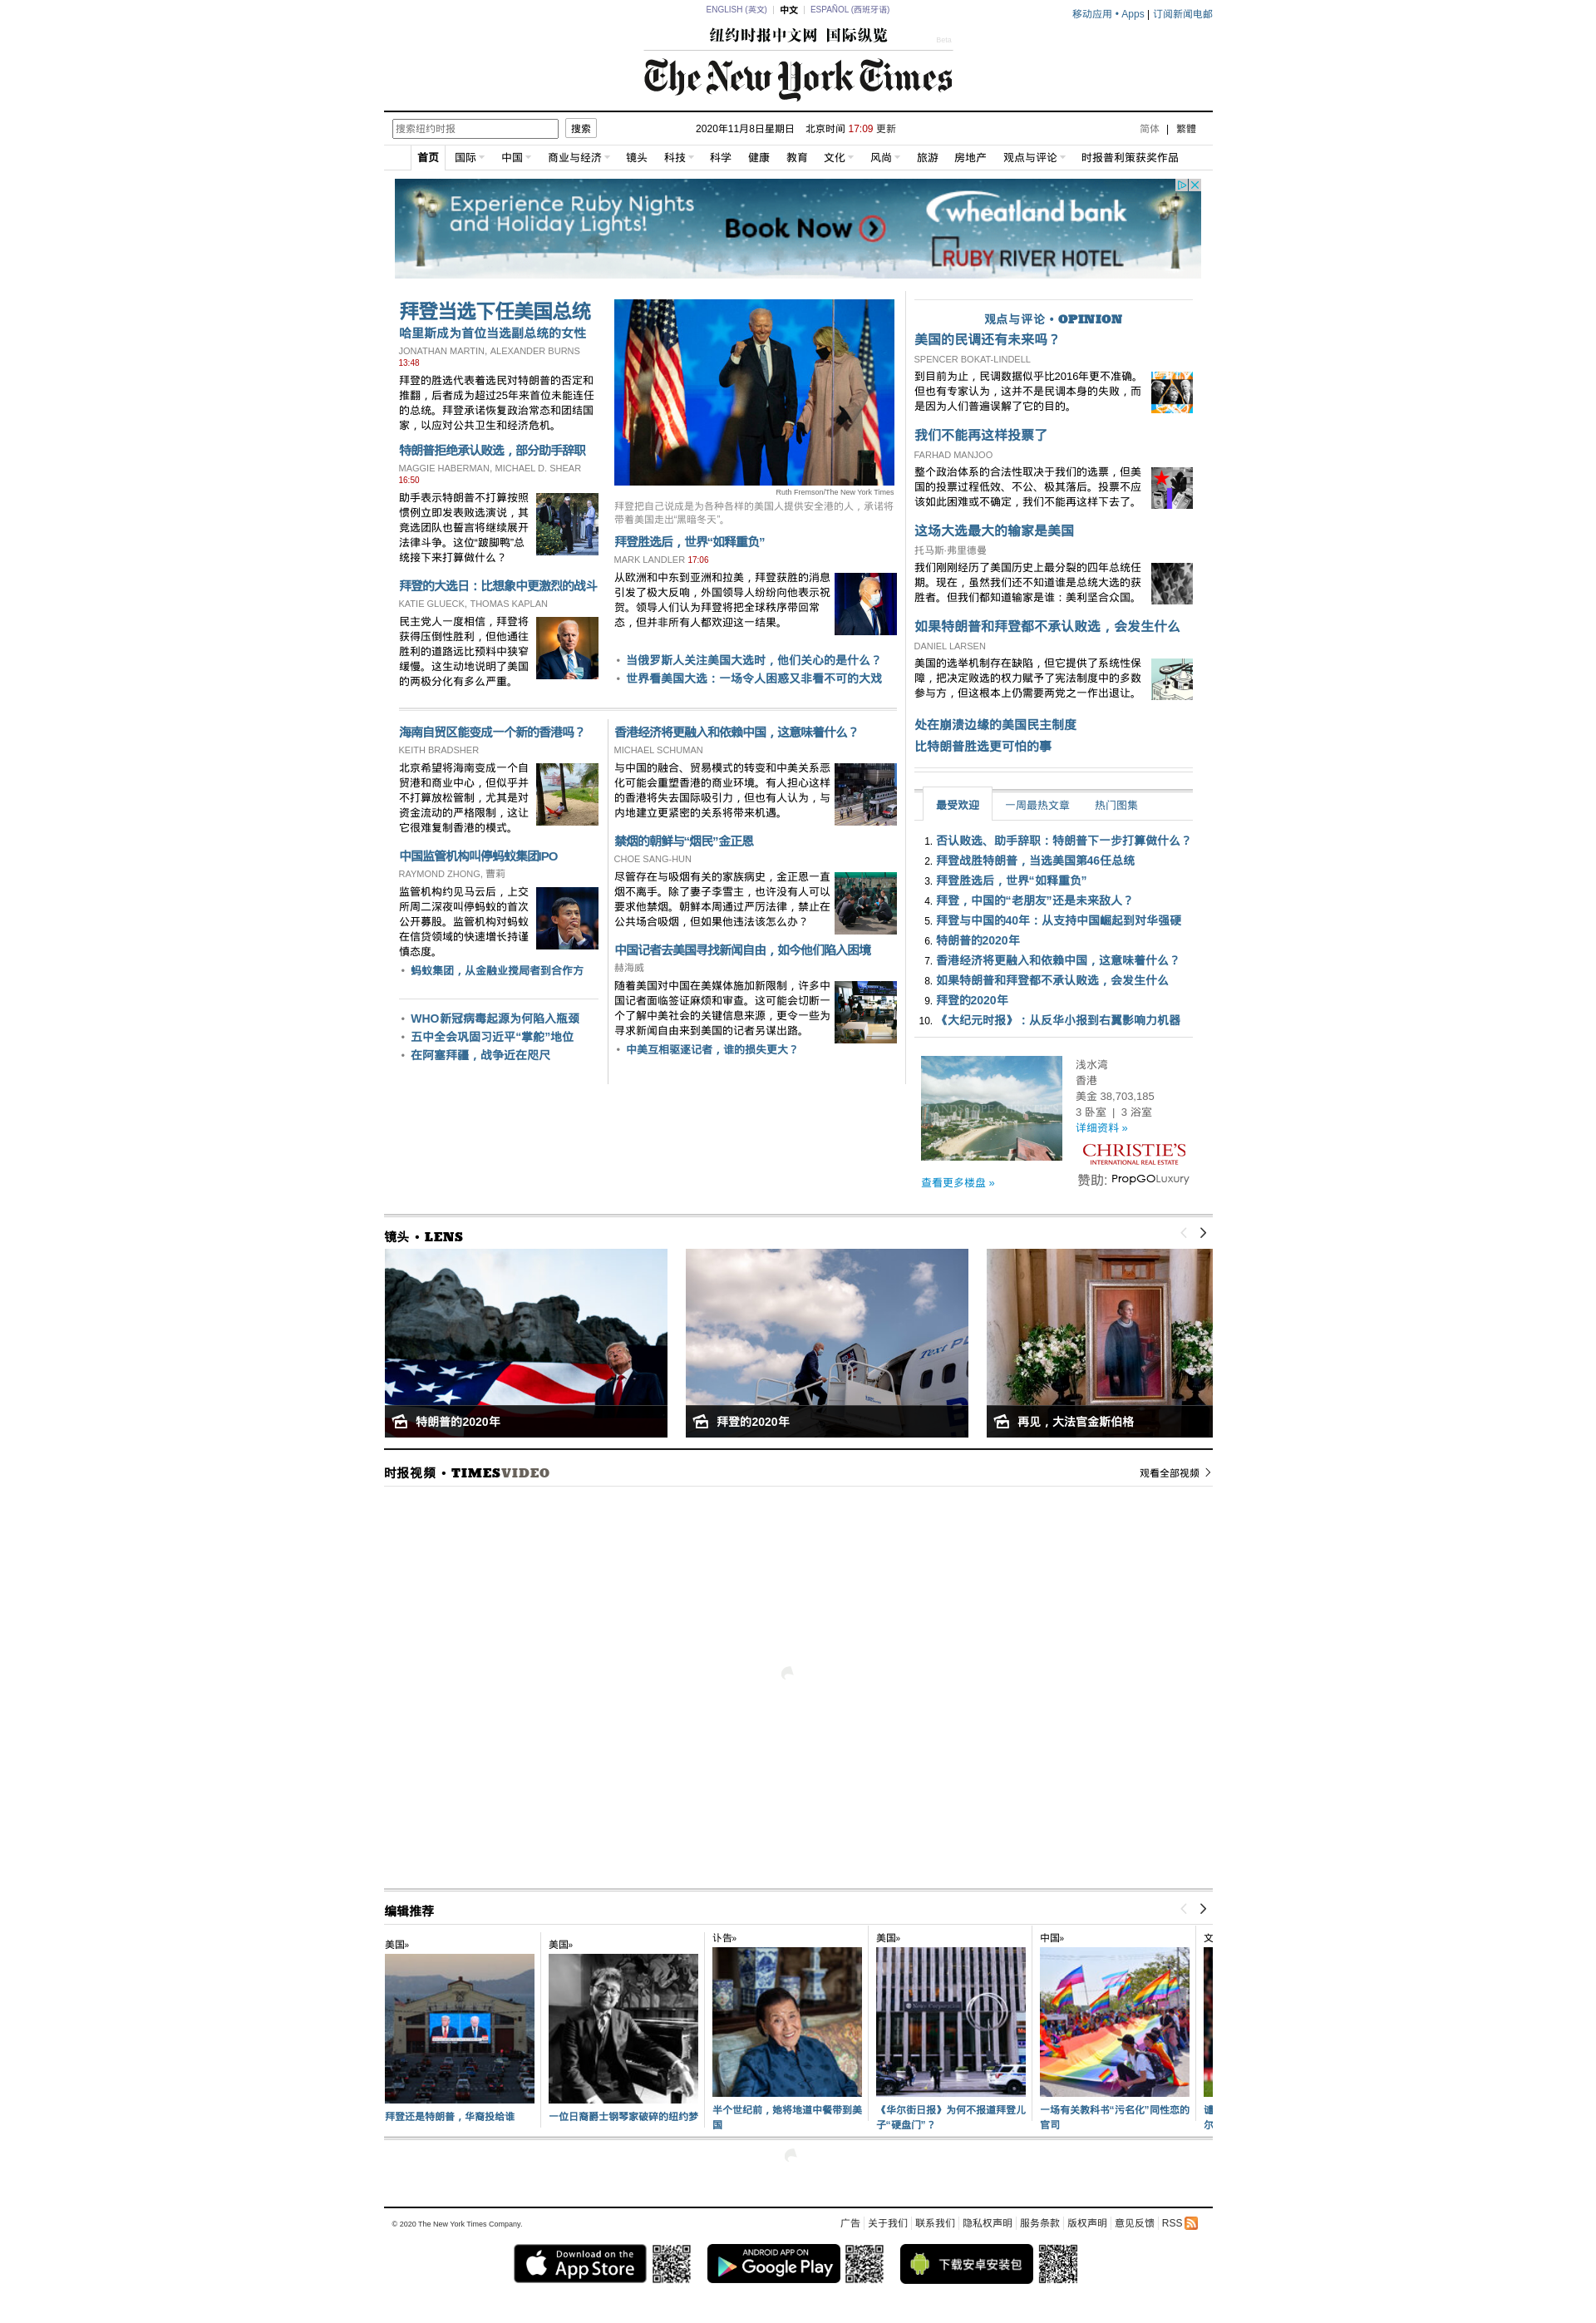 ENGLISH (英文) | 中文 | ESPAÑOL (西班牙语)
移动应用 • Apps | 订阅新闻电邮
纽约时报中文网 国际纵览
Beta
The New York Times
搜索纽约时报
搜索
2020年11月8日星期日 北京时间 17:09 更新
简体 | 繁體
首页 国际 中国 商业与经济 镜头 科技 科学 健康 教育 文化 风尚 旅游 房地产 观点与评论 时报普利策获奖作品
Experience Ruby Nights
and Holiday Lights!
Book Now
wheatland bank
RUBY RIVER HOTEL
拜登当选下任美国总统
哈里斯成为首位当选副总统的女性
JONATHAN MARTIN, ALEXANDER BURNS
13:48
拜登的胜选代表着选民对特朗普的否定和
推翻，后者成为超过25年来首位未能连任
的总统。拜登承诺恢复政治常态和团结国
家，以应对公共卫生和经济危机。
特朗普拒绝承认败选，部分助手辞职
MAGGIE HABERMAN, MICHAEL D. SHEAR
16:50
助手表示特朗普不打算按照
惯例立即发表败选演说，其
竞选团队也誓言将继续展开
法律斗争。这位“跛脚鸭”总
统接下来打算做什么？
拜登的大选日：比想象中更激烈的战斗
KATIE GLUECK, THOMAS KAPLAN
民主党人一度相信，拜登将
获得压倒性胜利，但他通往
胜利的道路远比预料中狭窄
缓慢。这生动地说明了美国
的两极分化有多么严重。
Ruth Fremson/The New York Times
拜登把自己说成是为各种各样的美国人提供安全港的人，承诺将
带着美国走出“黑暗冬天”。
拜登胜选后，世界“如释重负”
MARK LANDLER 17:06
从欧洲和中东到亚洲和拉美，拜登获胜的消息
引发了极大反响，外国领导人纷纷向他表示祝
贺。领导人们认为拜登将把全球秩序带回常
态，但并非所有人都欢迎这一结果。
当俄罗斯人关注美国大选时，他们关心的是什么？
世界看美国大选：一场令人困惑又非看不可的大戏
海南自贸区能变成一个新的香港吗？
KEITH BRADSHER
北京希望将海南变成一个自
贸港和商业中心，但似乎并
不打算放松管制，尤其是对
资金流动的严格限制，这让
它很难复制香港的模式。
中国监管机构叫停蚂蚁集团IPO
RAYMOND ZHONG, 曹莉
监管机构约见马云后，上交
所周二深夜叫停蚂蚁的首次
公开募股。监管机构对蚂蚁
在信贷领域的快速增长持谨
慎态度。
蚂蚁集团，从金融业搅局者到合作方
WHO新冠病毒起源为何陷入瓶颈
五中全会巩固习近平“掌舵”地位
在阿塞拜疆，战争近在咫尺
香港经济将更融入和依赖中国，这意味着什么？
MICHAEL SCHUMAN
与中国的融合、贸易模式的转变和中美关系恶
化可能会重塑香港的商业环境。有人担心这样
的香港将失去国际吸引力，但也有人认为，与
内地建立更紧密的关系将带来机遇。
禁烟的朝鲜与“烟民”金正恩
CHOE SANG-HUN
尽管存在与吸烟有关的家族病史，金正恩一直
烟不离手。除了妻子李雪主，也许没有人可以
要求他禁烟。朝鲜本周通过严厉法律，禁止在
公共场合吸烟，但如果他违法该怎么办？
中国记者去美国寻找新闻自由，如今他们陷入困境
赫海威
随着美国对中国在美媒体施加新限制，许多中
国记者面临签证麻烦和审查。这可能会切断一
个了解中美社会的关键信息来源，更令一些为
寻求新闻自由来到美国的记者另谋出路。
中美互相驱逐记者，谁的损失更大？
观点与评论 • OPINION
美国的民调还有未来吗？
SPENCER BOKAT-LINDELL
到目前为止，民调数据似乎比2016年更不准确。
但也有专家认为，这并不是民调本身的失败，而
是因为人们普遍误解了它的目的。
我们不能再这样投票了
FARHAD MANJOO
整个政治体系的合法性取决于我们的选票，但美
国的投票过程低效、不公、极其落后。投票不应
该如此困难或不确定，我们不能再这样下去了。
这场大选最大的输家是美国
托马斯·弗里德曼
我们刚刚经历了美国历史上最分裂的四年总统任
期。现在，虽然我们还不知道谁是总统大选的获
胜者。但我们都知道输家是谁：美利坚合众国。
如果特朗普和拜登都不承认败选，会发生什么
DANIEL LARSEN
美国的选举机制存在缺陷，但它提供了系统性保
障，把决定败选的权力赋予了宪法制度中的多数
参与方，但这根本上仍需要两党之一作出退让。
处在崩溃边缘的美国民主制度
比特朗普胜选更可怕的事
最受欢迎 一周最热文章 热门图集
1. 否认败选、助手辞职：特朗普下一步打算做什么？
2. 拜登战胜特朗普，当选美国第46任总统
3. 拜登胜选后，世界“如释重负”
4. 拜登，中国的“老朋友”还是未来敌人？
5. 拜登与中国的40年：从支持中国崛起到对华强硬
6. 特朗普的2020年
7. 香港经济将更融入和依赖中国，这意味着什么？
8. 如果特朗普和拜登都不承认败选，会发生什么
9. 拜登的2020年
10. 《大纪元时报》：从反华小报到右翼影响力机器
浅水湾
香港
美金 38,703,185
3 卧室 | 3 浴室
详细资料 »
CHRISTIE'S
INTERNATIONAL REAL ESTATE
查看更多楼盘 »
赞助: PropGOLuxury
镜头 • LENS
特朗普的2020年
拜登的2020年
再见，大法官金斯伯格
时报视频 • TIMESVIDEO
观看全部视频
编辑推荐
美国»
拜登还是特朗普，华裔投给谁
美国»
一位日裔爵士钢琴家破碎的纽约梦
讣告»
半个世纪前，她将地道中餐带到美
国
美国»
《华尔街日报》为何不报道拜登儿
子“硬盘门”？
中国»
一场有关教科书“污名化”同性恋的
官司
文
© 2020 The New York Times Company.
广告 | 关于我们 | 联系我们 | 隐私权声明 | 服务条款 | 版权声明 | 意见反馈 | RSS
Download on the
App Store
ANDROID APP ON
Google Play
下载安卓安装包